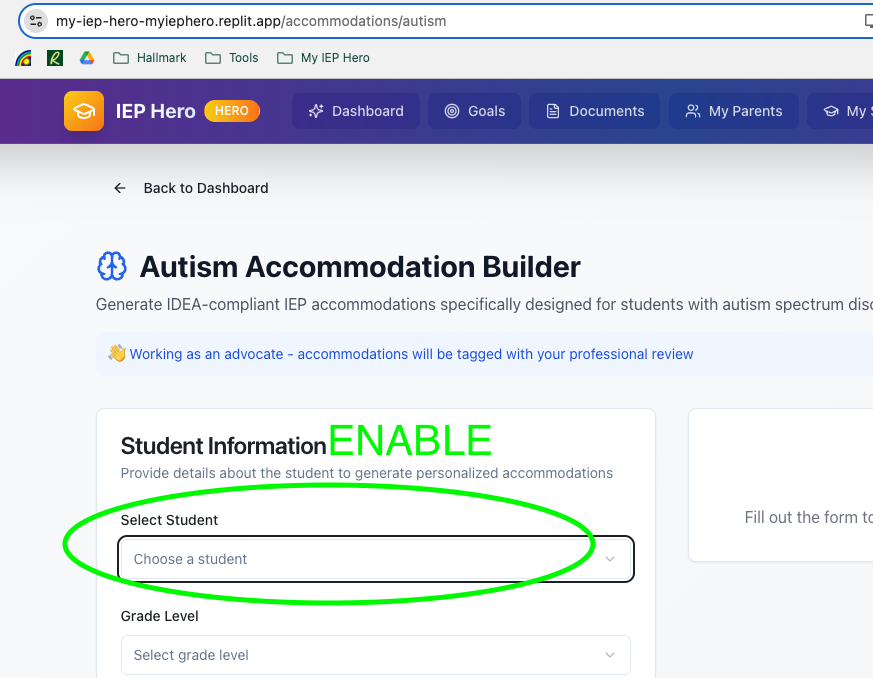 my-iep-hero-myiephero.replit.app/accommodations/autism
Hallmark Tools My IEP Hero
IEP Hero HERO Dashboard Goals Documents My Parents My
Back to Dashboard
Autism Accommodation Builder
Generate IDEA-compliant IEP accommodations specifically designed for students with autism spectrum
👋 Working as an advocate - accommodations will be tagged with your professional review
Student Information ENABLE
Provide details about the student to generate personalized accommodations
Select Student
Choose a student
Fill out the form to
Grade Level
Select grade level